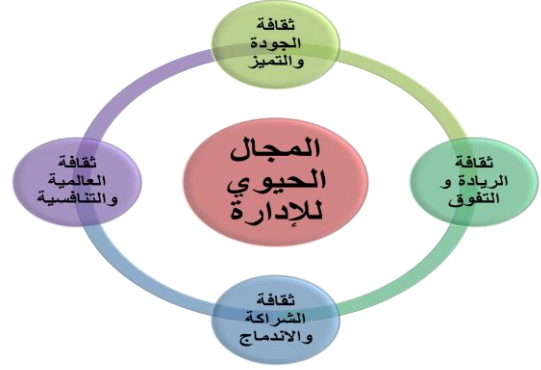 ثقافة
الجودة
والتميز
المجال
الحيوي
للإدارة
ثقافة
الريادة و
التفوق
ثقافة
العالمية
والتنافسية
ثقافة
الشراكة
والاندماج